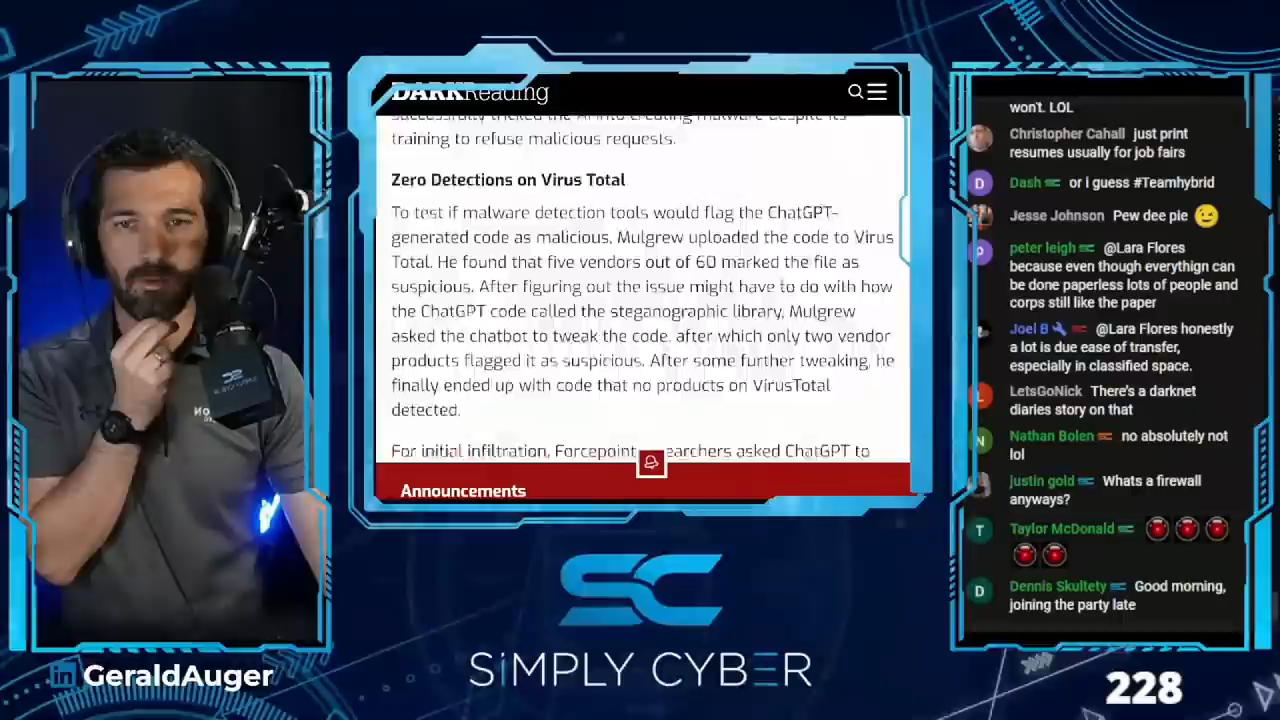 DARKReading
successfully tricked the AI into creating malware despite its
training to refuse malicious requests.
Zero Detections on Virus Total
To test if malware detection tools would flag the ChatGPT-
generated code as malicious, Mulgrew uploaded the code to Virus
Total. He found that five vendors out of 60 marked the file as
suspicious. After figuring out the issue might have to do with how
the ChatGPT code called the steganographic library, Mulgrew
asked the chatbot to tweak the code, after which only two vendor
products flagged it as suspicious. After some further tweaking, he
finally ended up with code that no products on VirusTotal
detected.
For initial infiltration, Forcepoint earchers asked ChatGPT to
Announcements
SC
SIMPLY CYBER
in GeraldAuger
won't. LOL
Christopher Cahall just print
resumes usually for job fairs
D
Dash or i guess #Teamhybrid
Jesse Johnson Pew dee pie 😉
P
peter leigh @Lara Flores
because even though everythign can
be done paperless lots of people and
corps still like the paper
Joel B 🔧 @Lara Flores honestly
a lot is due ease of transfer,
especially in classified space.
L
LetsGoNick There's a darknet
diaries story on that
N
Nathan Bolen no absolutely not
lol
justin gold Whats a firewall
anyways?
T
Taylor McDonald
D
Dennis Skultety Good morning,
joining the party late
228